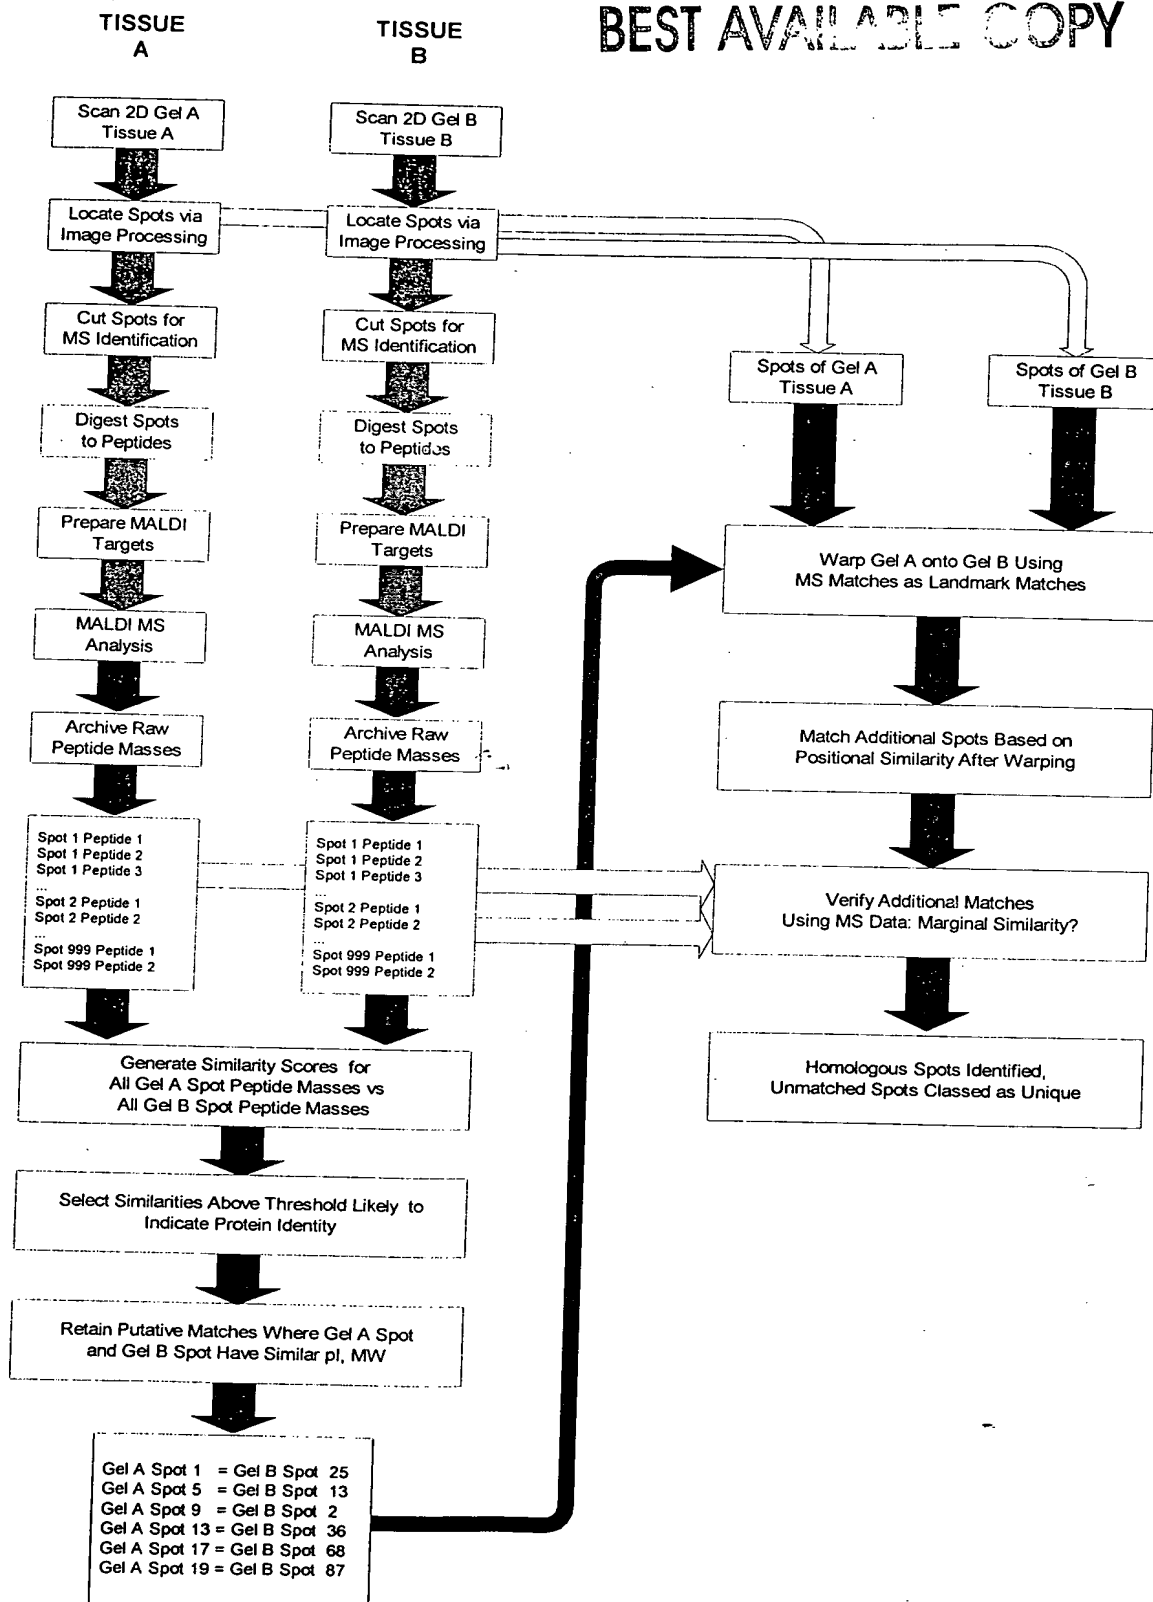 BEST AVAILABLE COPY
TISSUE
A
TISSUE
B
Scan 2D Gel A
Tissue A
Scan 2D Gel B
Tissue B
Locate Spots via
Image Processing
Locate Spots via
Image Processing
Cut Spots for
MS Identification
Cut Spots for
MS Identification
Spots of Gel A
Tissue A
Spots of Gel B
Tissue B
Digest Spots
to Peptides
Digest Spots
to Peptides
Prepare MALDI
Targets
Prepare MALDI
Targets
Warp Gel A onto Gel B Using
MS Matches as Landmark Matches
MALDI MS
Analysis
MALDI MS
Analysis
Archive Raw
Peptide Masses
Archive Raw
Peptide Masses
Match Additional Spots Based on
Positional Similarity After Warping
Spot 1 Peptide 1
Spot 1 Peptide 2
Spot 1 Peptide 3
...
Spot 2 Peptide 1
Spot 2 Peptide 2
...
Spot 999 Peptide 1
Spot 999 Peptide 2
Spot 1 Peptide 1
Spot 1 Peptide 2
Spot 1 Peptide 3
...
Spot 2 Peptide 1
Spot 2 Peptide 2
...
Spot 999 Peptide 1
Spot 999 Peptide 2
Verify Additional Matches
Using MS Data: Marginal Similarity?
Generate Similarity Scores for
All Gel A Spot Peptide Masses vs
All Gel B Spot Peptide Masses
Homologous Spots Identified,
Unmatched Spots Classed as Unique
Select Similarities Above Threshold Likely to
Indicate Protein Identity
Retain Putative Matches Where Gel A Spot
and Gel B Spot Have Similar pI, MW
Gel A Spot 1 = Gel B Spot 25
Gel A Spot 5 = Gel B Spot 13
Gel A Spot 9 = Gel B Spot 2
Gel A Spot 13 = Gel B Spot 36
Gel A Spot 17 = Gel B Spot 68
Gel A Spot 19 = Gel B Spot 87